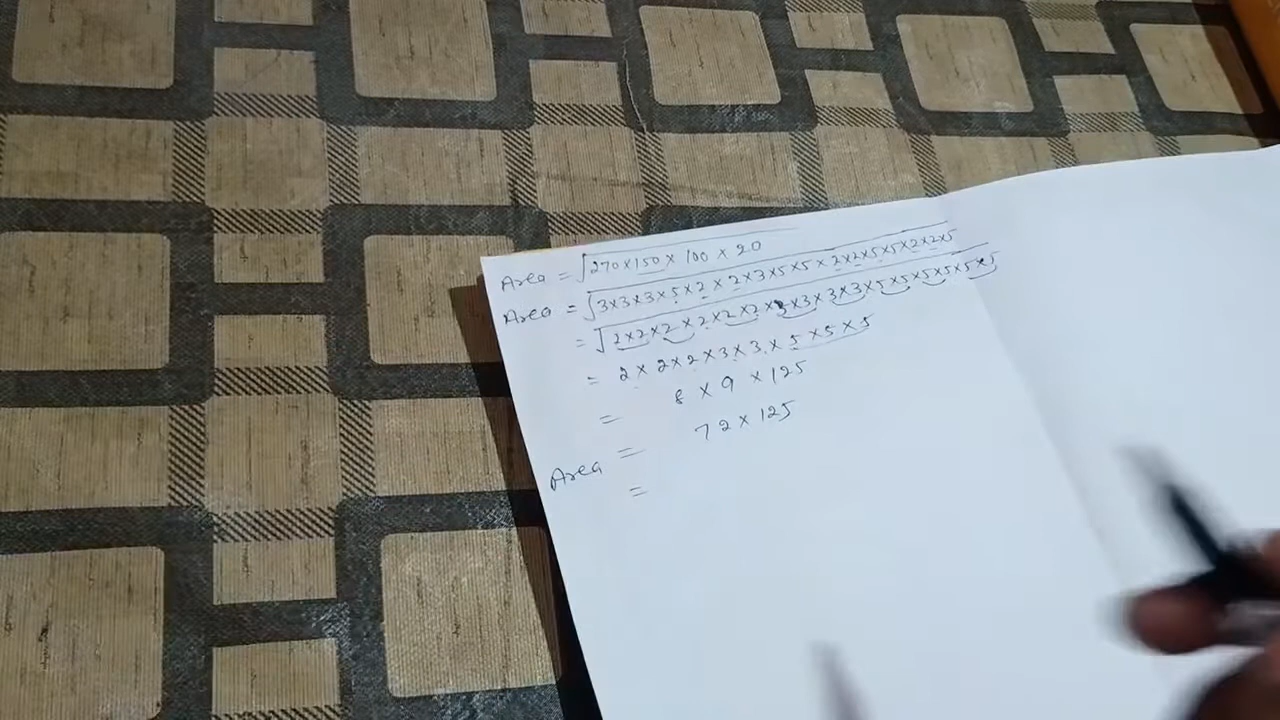 Area = √270×150×100×20
Area = √3×3×3×5×2×2×3×5×5×2×2×5×5×2×2×5
= √2×2×2×2×2×2×3×3×3×3×5×5×5×5×5×5
= 2×2×2×3×3×5×5×5
= 8×9×125
= 72×125
Area =